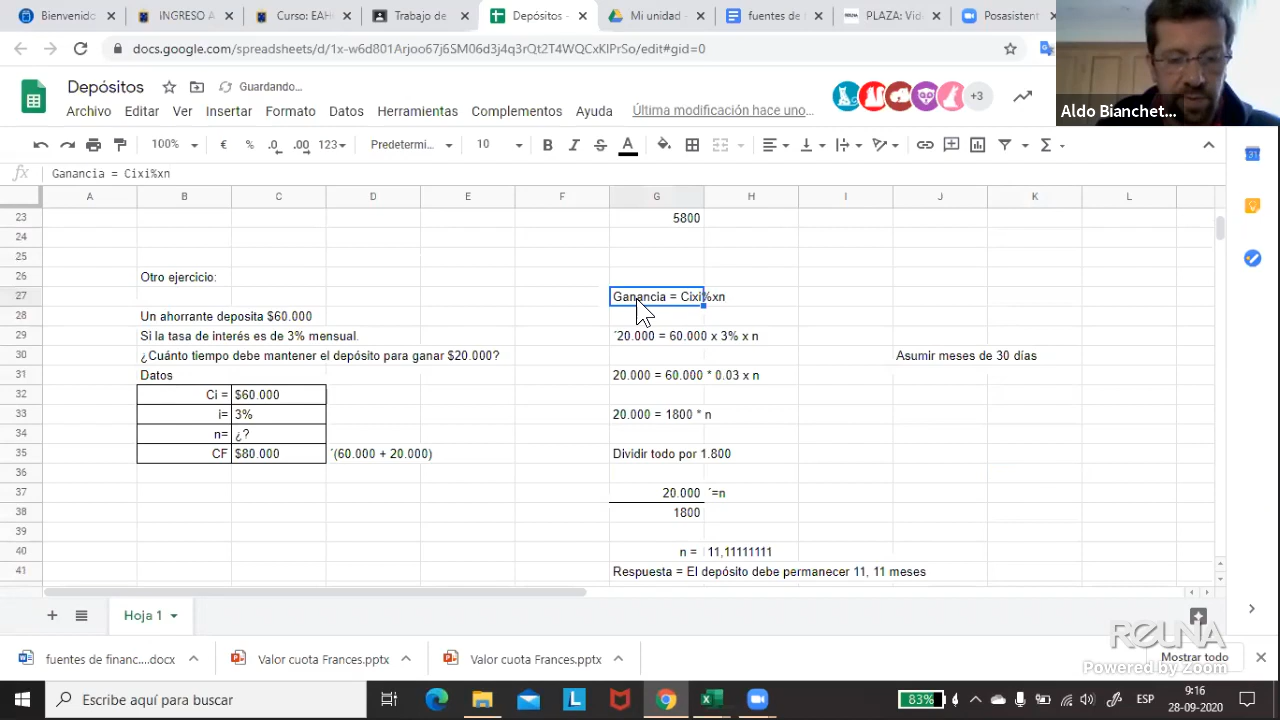 Bienvenido
INGRESO A
Curso: EAH
Trabajo de
Depósitos -
Mi unidad -
fuentes de
PLAZA: Vid
Posasistent
docs.google.com/spreadsheets/d/1x-w6d801Arjoo67j6SM06d3j4q3rQt2T4WQCxKIPrSo/edit#gid=0
Depósitos
Guardando...
Archivo Editar Ver Insertar Formato Datos Herramientas Complementos Ayuda Última modificación hace uno...
+3
Aldo Bianchet...
100% € % .0 .00 123 Predetermi... 10 B I S A
fx Ganancia = Cixi%xn
A B C D E F G H I J K L
23 5800
24
25
26 Otro ejercicio:
27 Ganancia = Cixi%xn
28 Un ahorrante deposita $60.000
29 Si la tasa de interés es de 3% mensual. ´20.000 = 60.000 x 3% x n
30 ¿Cuánto tiempo debe mantener el depósito para ganar $20.000? Asumir meses de 30 días
31 Datos 20.000 = 60.000 * 0.03 x n
32 Ci = $60.000
33 i= 3% 20.000 = 1800 * n
34 n= ¿?
35 CF $80.000 ´(60.000 + 20.000) Dividir todo por 1.800
36
37 20.000 ´=n
38 1800
39
40 n = 11,11111111
41 Respuesta = El depósito debe permanecer 11, 11 meses
Hoja 1
REUNA
Powered by Zoom
fuentes de financ....docx
Valor cuota Frances.pptx
Valor cuota Frances.pptx
Mostrar todo
Escribe aquí para buscar
83%
ESP
9:16
28-09-2020